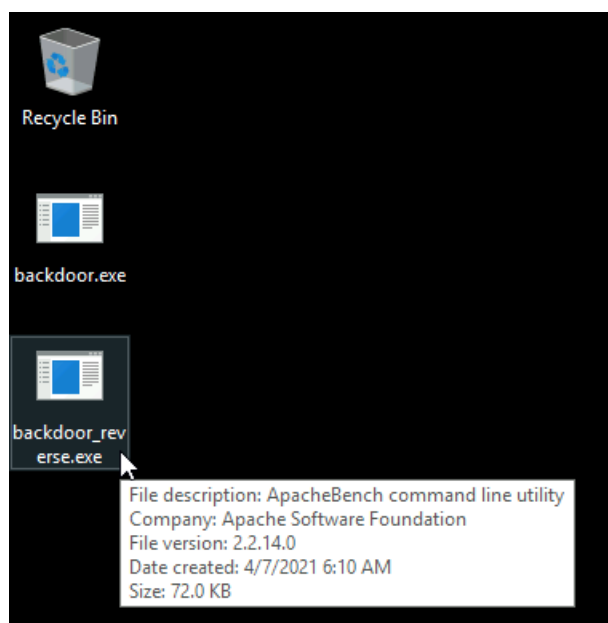 Recycle Bin
backdoor.exe
backdoor_rev
erse.exe
File description: ApacheBench command line utility
Company: Apache Software Foundation
File version: 2.2.14.0
Date created: 4/7/2021 6:10 AM
Size: 72.0 KB